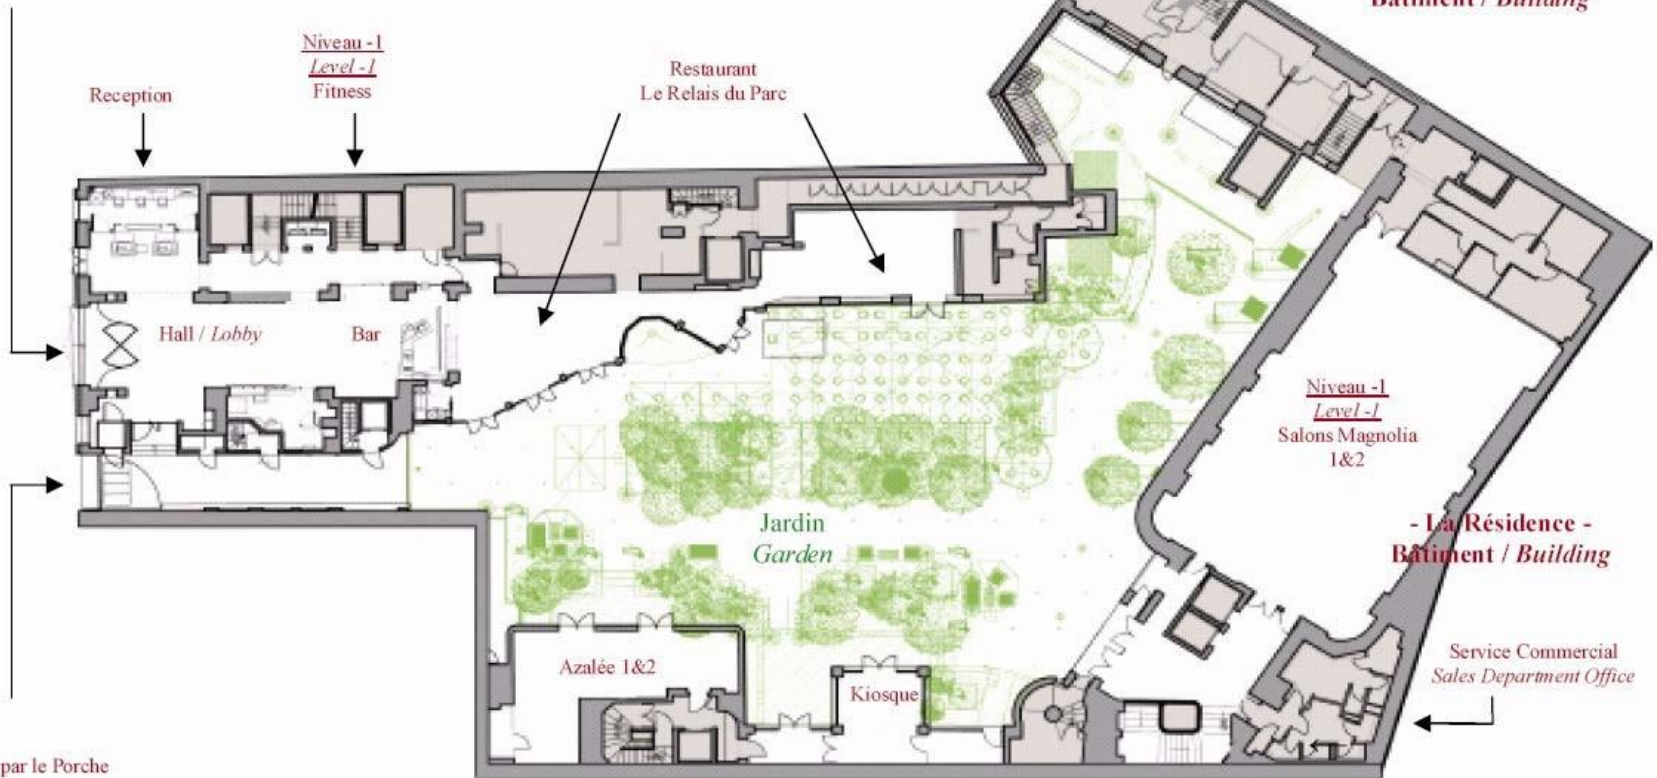 Bâtiment / Building
Niveau -1
Level -1
Fitness
Restaurant
Le Relais du Parc
Reception
Hall / Lobby
Bar
Niveau -1
Level -1
Salons Magnolia
1&2
Jardin
Garden
- La Résidence -
Bâtiment / Building
Azalée 1&2
Kiosque
Service Commercial
Sales Department Office
par le Porche